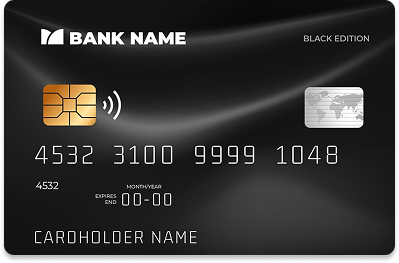 BANK NAME
BLACK EDITION
4532 3100 9999 1048
4532
MONTH/YEAR
EXPIRES END
00-00
CARDHOLDER NAME